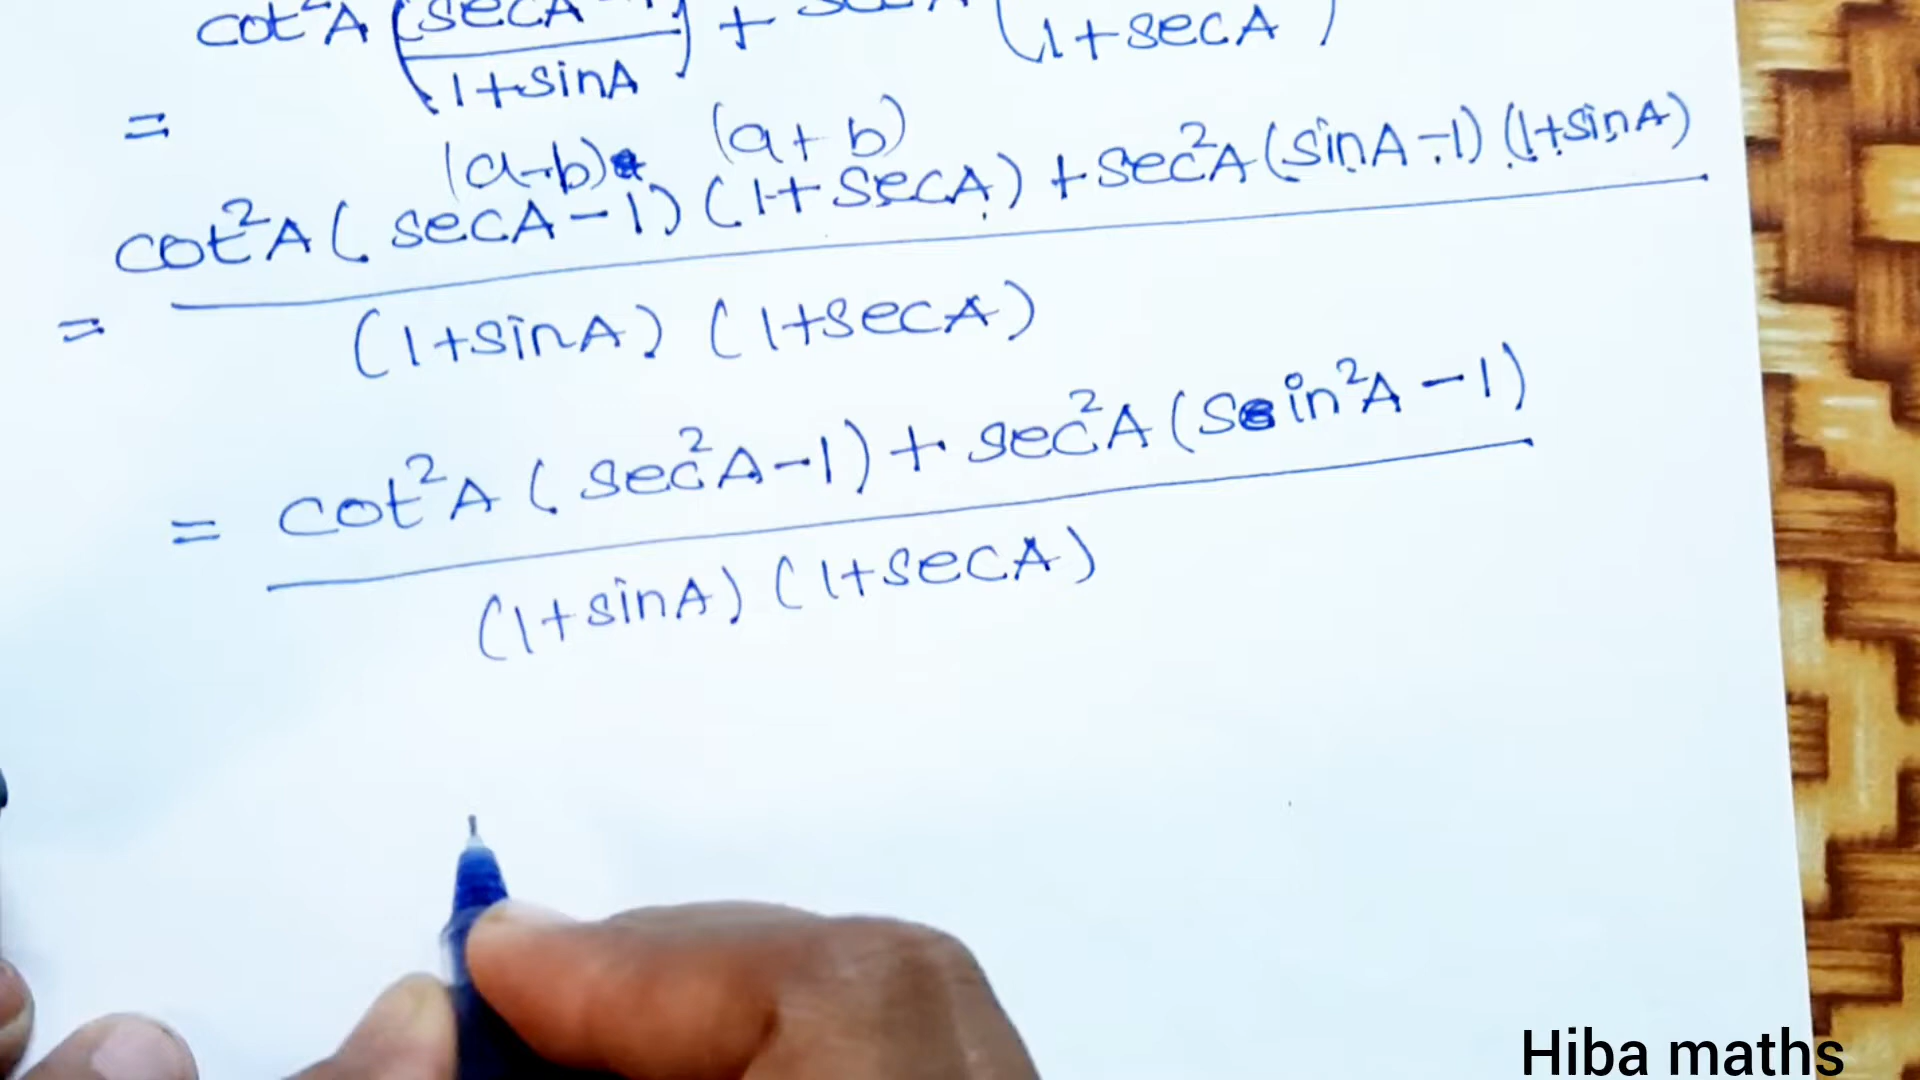 cot²A (secA-1 / 1+sinA) + (1+secA)
=
(a-b) (a+b)
= cot²A (secA-1) (1+secA) + sec²A (sinA-1) (1+sinA)
(1+sinA) (1+secA)
= cot²A (sec²A-1) + sec²A (sin²A-1)
(1+sinA) (1+secA)
Hiba maths